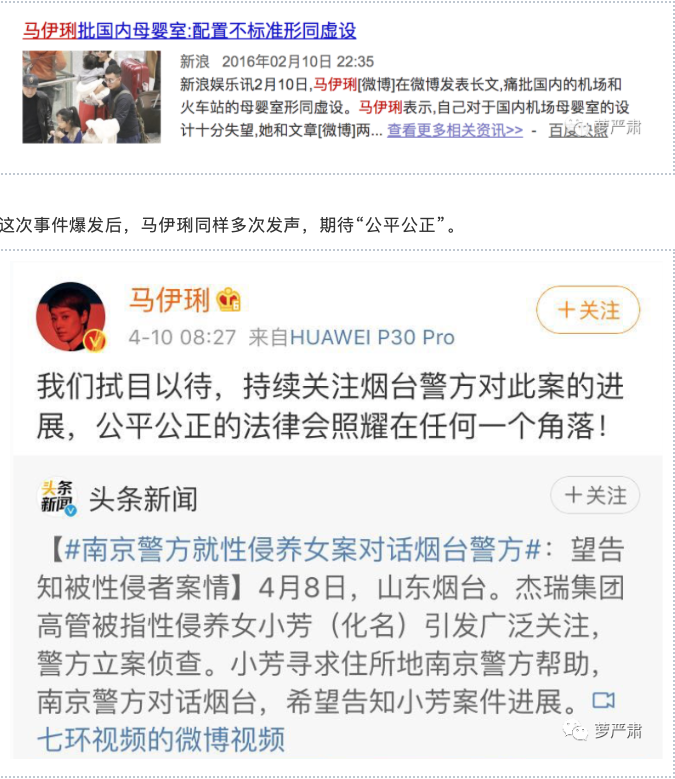 马伊琍批国内母婴室:配置不标准形同虚设
新浪 2016年02月10日 22:35
新浪娱乐讯2月10日,马伊琍[微博]在微博发表长文,痛批国内的机场和
火车站的母婴室形同虚设。马伊琍表示,自己对于国内机场母婴室的设
计十分失望,她和文章[微博]两... 查看更多相关资讯>> - 百度快照
萝严肃
这次事件爆发后，马伊琍同样多次发声，期待“公平公正”。
马伊琍
+关注
4-10 08:27 来自HUAWEI P30 Pro
我们拭目以待，持续关注烟台警方对此案的进
展，公平公正的法律会照耀在任何一个角落！
头条
新闻
头条新闻
+关注
【#南京警方就性侵养女案对话烟台警方#：望告
知被性侵者案情】4月8日，山东烟台。杰瑞集团
高管被指性侵养女小芳（化名）引发广泛关注，
警方立案侦查。小芳寻求住所地南京警方帮助，
南京警方对话烟台，希望告知小芳案件进展。
七环视频的微博视频
萝严肃